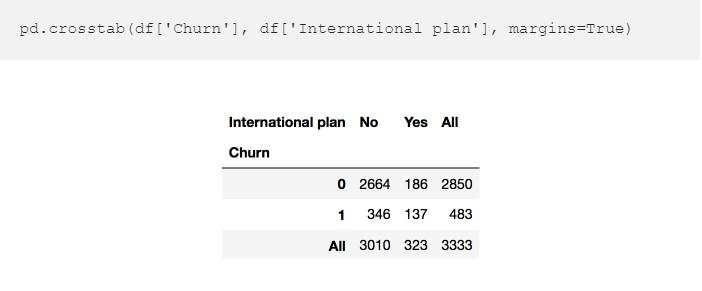 pd.crosstab(df['Churn'], df['International plan'], margins=True)
International plan No Yes All
Churn
0 2664 186 2850
1 346 137 483
All 3010 323 3333